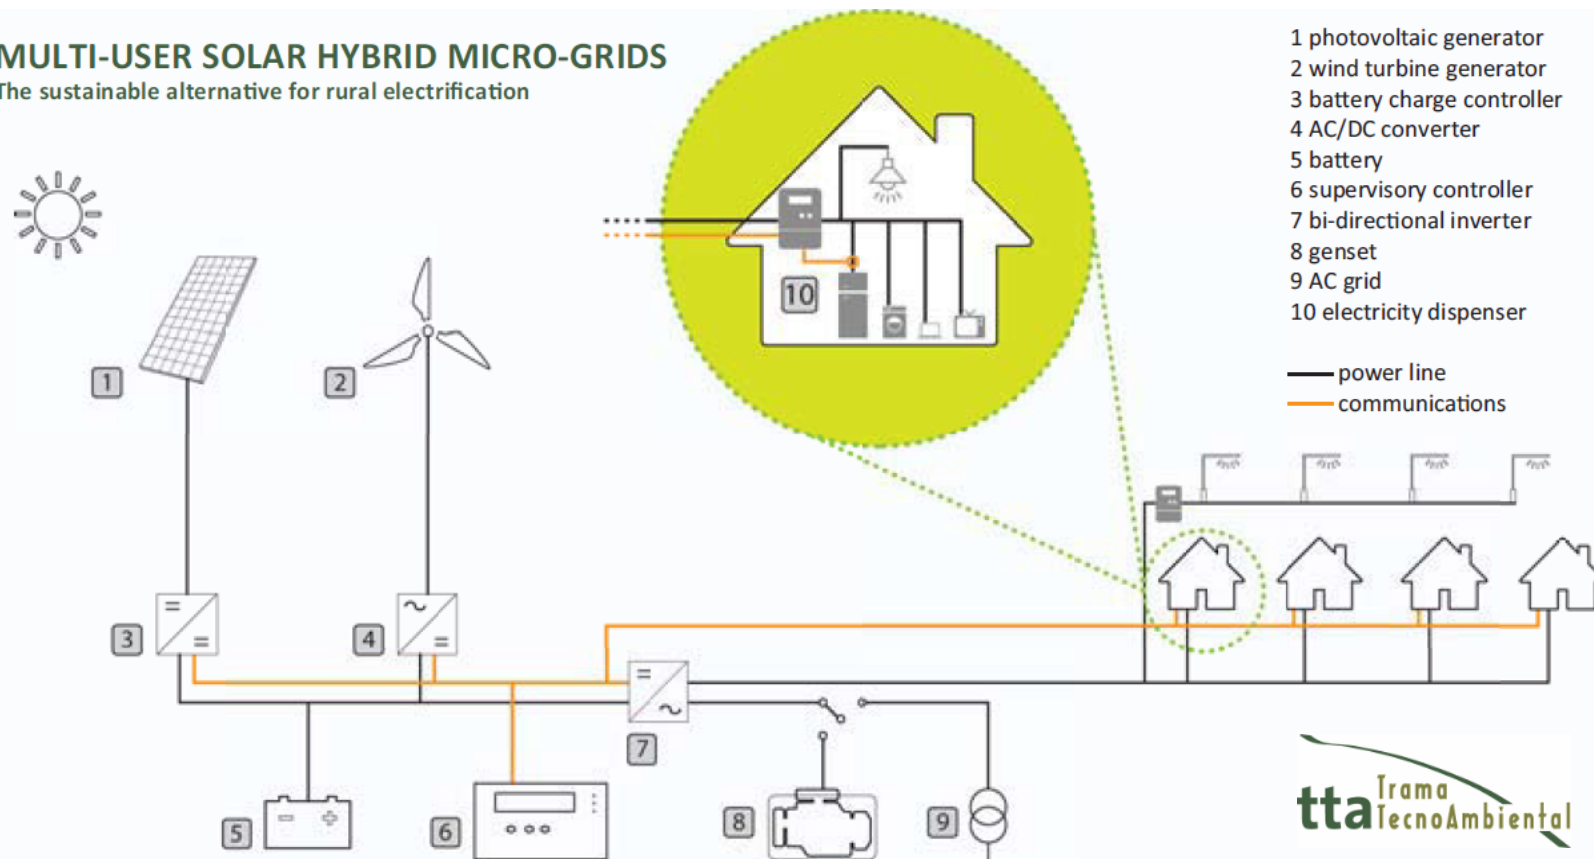 MULTI-USER SOLAR HYBRID MICRO-GRIDS
The sustainable alternative for rural electrification
1 photovoltaic generator
2 wind turbine generator
3 battery charge controller
4 AC/DC converter
5 battery
6 supervisory controller
7 bi-directional inverter
8 genset
9 AC grid
10 electricity dispenser
power line
communications
10
1
2
3
4
7
5
6
8
9
tta Trama
TecnoAmbiental